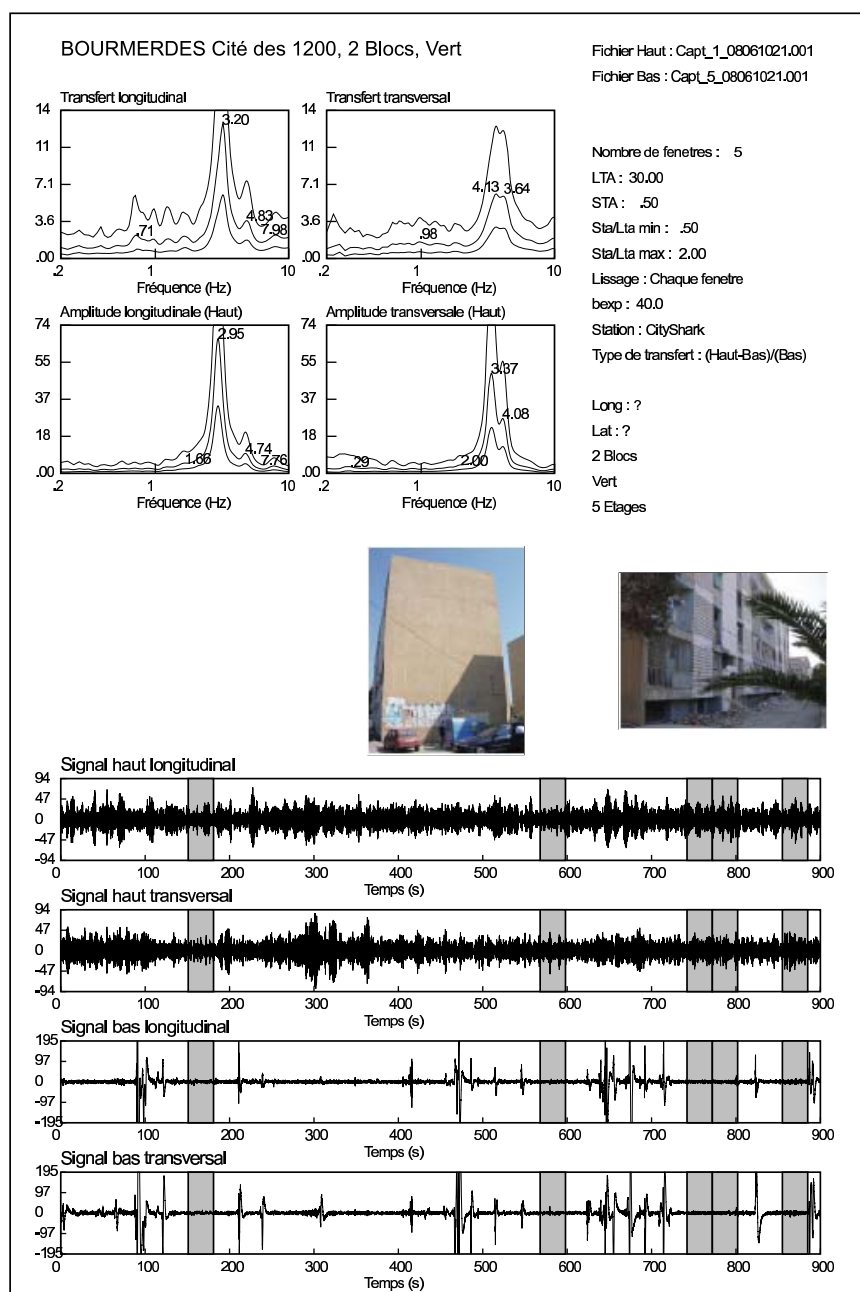 BOURMERDES Cité des 1200, 2 Blocs, Vert
Fichier Haut : Capt_1_08061021.001
Fichier Bas : Capt_5_08061021.001
Transfert longitudinal
14
11
7.1
3.6
.00
3.20
.71
4.83
7.98
.2
1
10
Fréquence (Hz)
Transfert transversal
14
11
7.1
3.6
.00
4.13
3.64
.98
.2
1
10
Fréquence (Hz)
Amplitude longitudinale (Haut)
74
55
37
18
.00
2.95
1.66
4.74
7.76
.2
1
10
Fréquence (Hz)
Amplitude transversale (Haut)
74
55
37
18
.00
3.37
4.08
.29
2.00
.2
1
10
Fréquence (Hz)
Nombre de fenetres : 5
LTA : 30.00
STA : .50
Sta/Lta min : .50
Sta/Lta max : 2.00
Lissage : Chaque fenetre
bexp : 40.0
Station : CityShark
Type de transfert : (Haut-Bas)/(Bas)
Long : ?
Lat : ?
2 Blocs
Vert
5 Etages
Signal haut longitudinal
94
47
0
-47
-94
0 100 200 300 400 500 600 700 800 900
Temps (s)
Signal haut transversal
94
47
0
-47
-94
0 100 200 300 400 500 600 700 800 900
Temps (s)
Signal bas longitudinal
195
97
0
-97
-195
0 100 200 300 400 500 600 700 800 900
Temps (s)
Signal bas transversal
195
97
0
-97
-195
0 100 200 300 400 500 600 700 800 900
Temps (s)